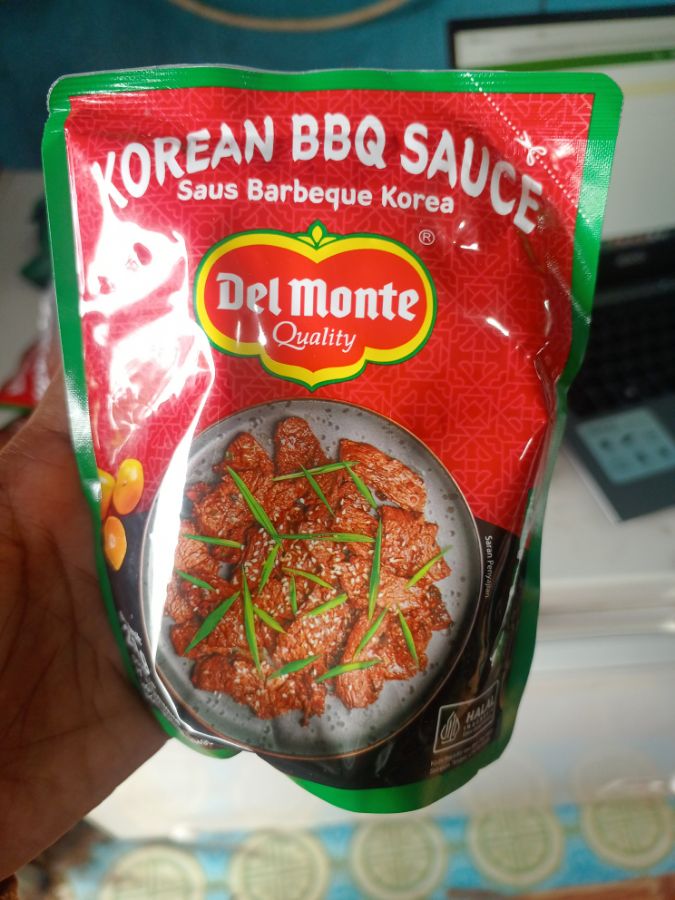 KOREAN BBQ SAUCE
Saus Barbeque Korea
®
Del Monte
Quality
Saran Penyajian
HALAL